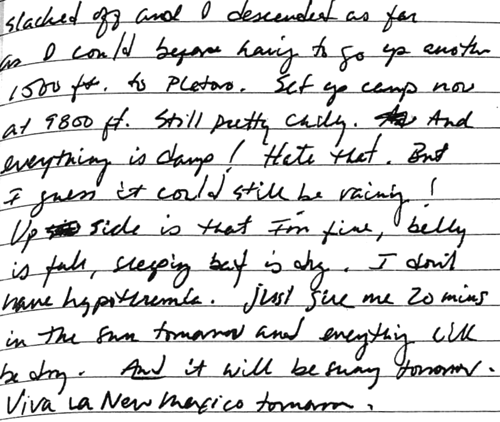 slacked off and I descended as far
as I could before having to go up another
1500 ft. to Plateau. Set up camp now
at 9800 ft. Still pretty chilly. And
everything is damp! Hate that. But
I guess it could still be raining!
Up side is that I'm fine, belly
is full, sleeping bag is dry. I don't
have hypothermia. Just give me 20 mins
in the sun tomorrow and everything will
be dry. And it will be sunny tomorrow.
Viva La New Mexico tomorrow.